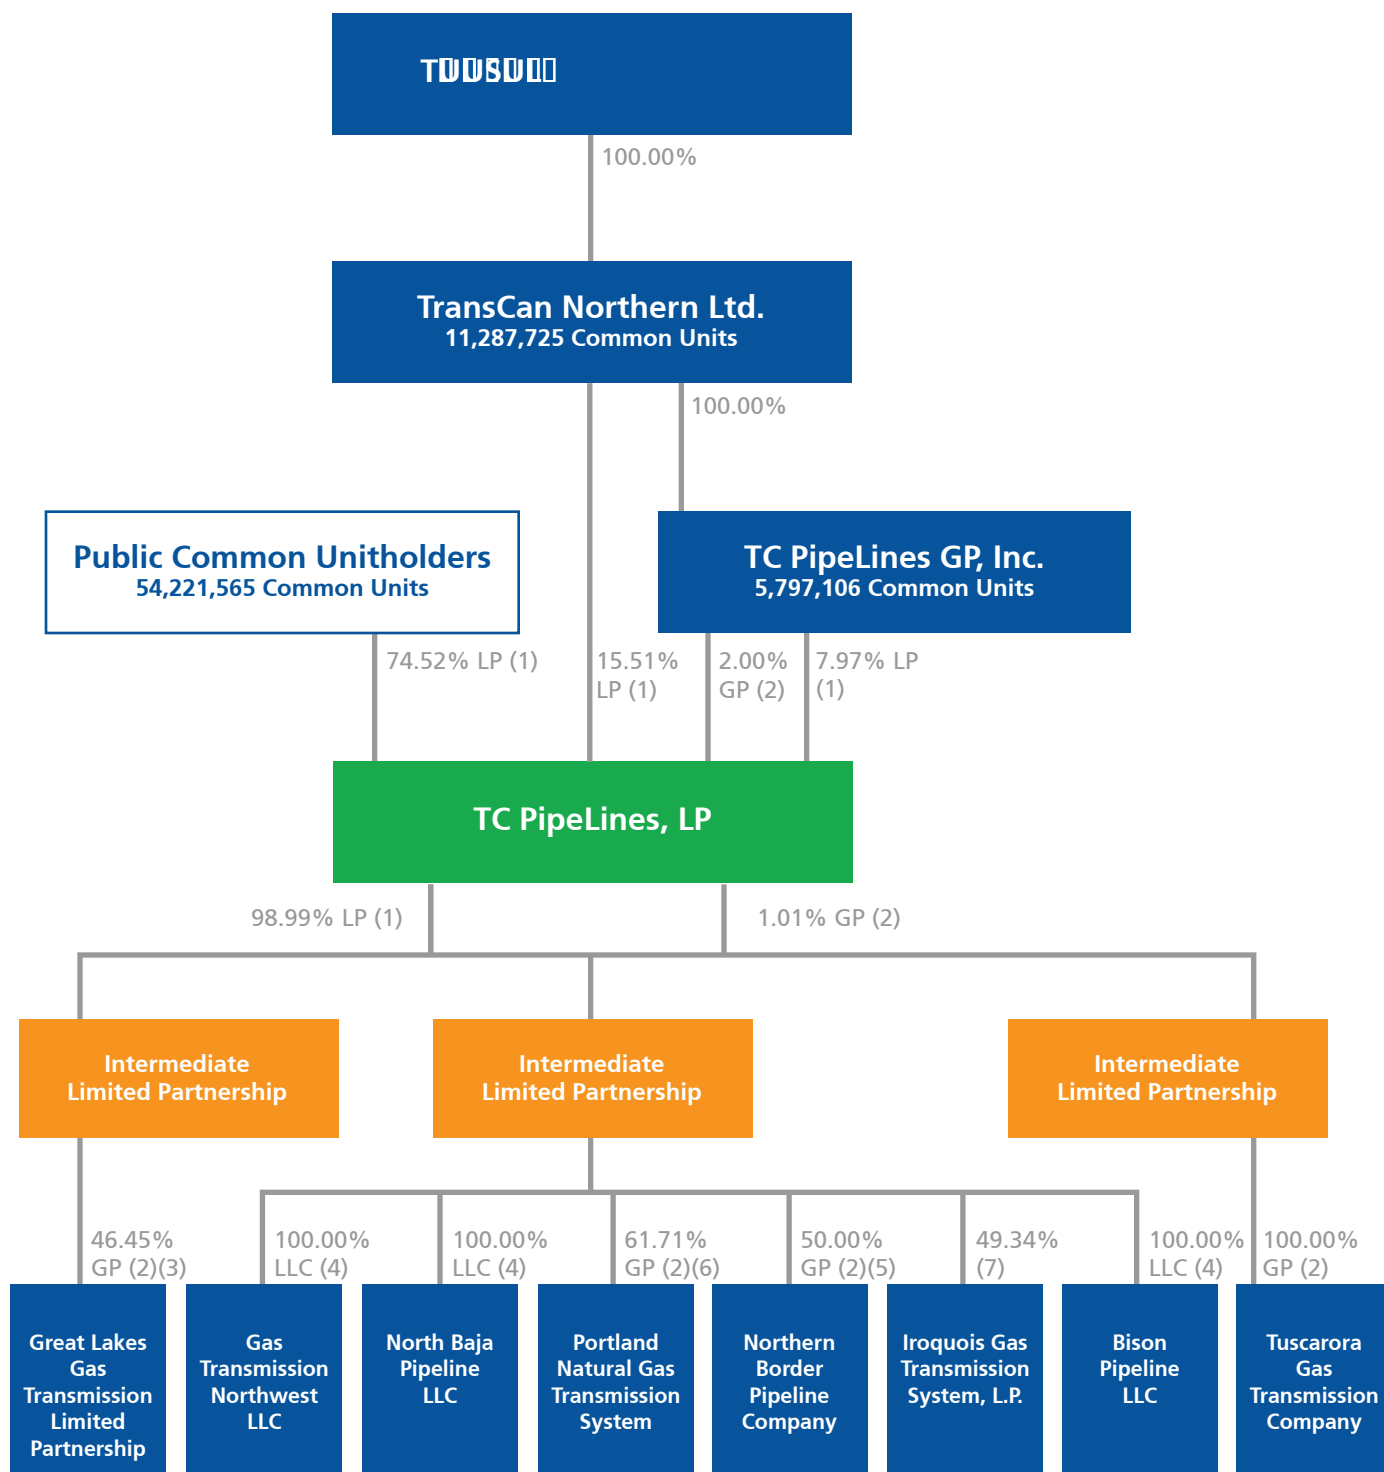 100.00%
TransCan Northern Ltd.
11,287,725 Common Units
100.00%
Public Common Unitholders
54,221,565 Common Units
TC PipeLines GP, Inc.
5,797,106 Common Units
74.52% LP (1)
15.51%
LP (1)
2.00%
GP (2)
7.97% LP
(1)
TC PipeLines, LP
98.99% LP (1)
1.01% GP (2)
Intermediate
Limited Partnership
Intermediate
Limited Partnership
Intermediate
Limited Partnership
46.45%
GP (2)(3)
100.00%
LLC (4)
100.00%
LLC (4)
61.71%
GP (2)(6)
50.00%
GP (2)(5)
49.34%
(7)
100.00%
LLC (4)
100.00%
GP (2)
Great Lakes
Gas
Transmission
Limited
Partnership
Gas
Transmission
Northwest
LLC
North Baja
Pipeline
LLC
Portland
Natural Gas
Transmission
System
Northern
Border
Pipeline
Company
Iroquois Gas
Transmission
System, L.P.
Bison
Pipeline
LLC
Tuscarora
Gas
Transmission
Company